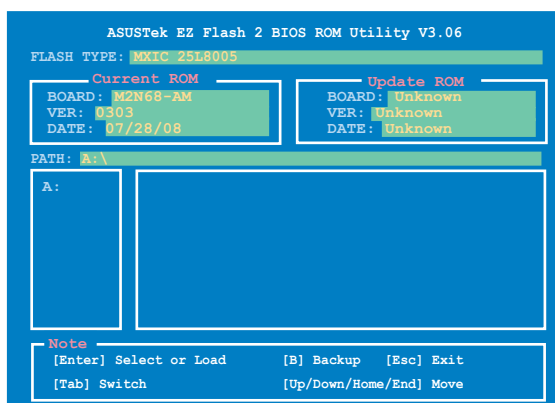 ASUSTek EZ Flash 2 BIOS ROM Utility V3.06
FLASH TYPE: MXIC 25L8005
Current ROM
BOARD: M2N68-AM
VER: 0303
DATE: 07/28/08
Update ROM
BOARD: Unknown
VER: Unknown
DATE: Unknown
PATH: A:\
A:
Note
[Enter] Select or Load [B] Backup [Esc] Exit
[Tab] Switch [Up/Down/Home/End] Move